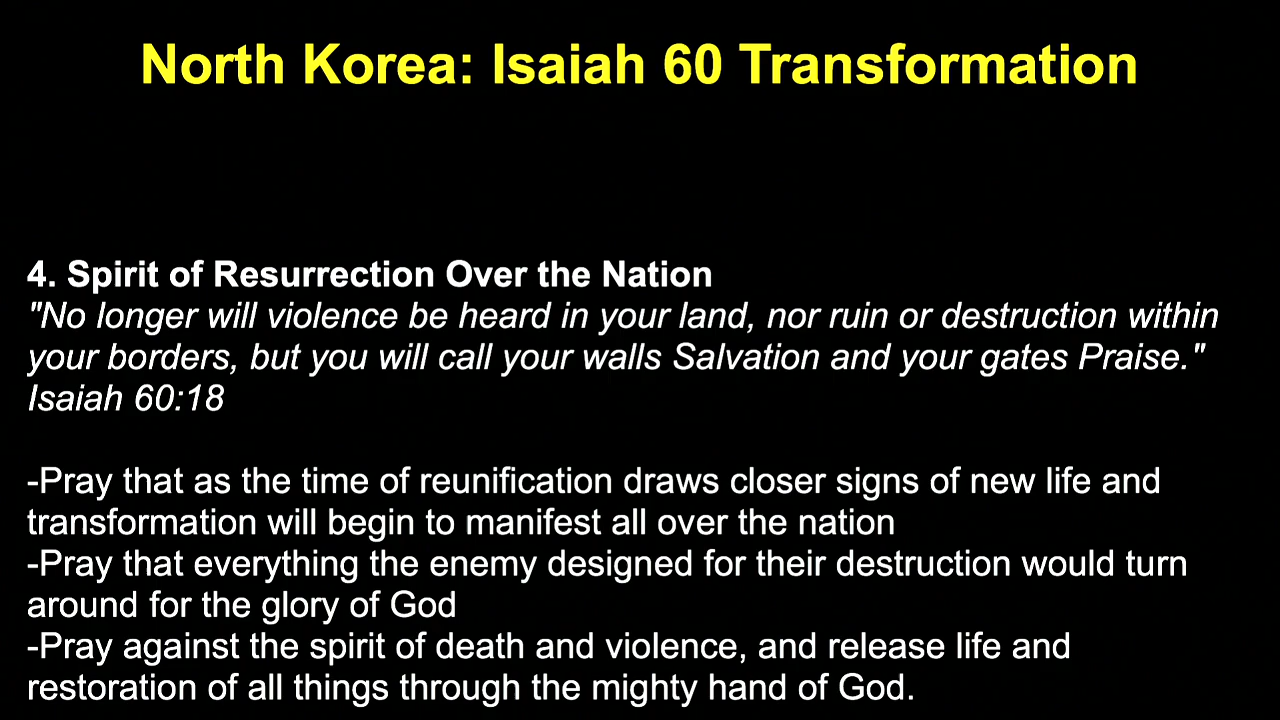 North Korea: Isaiah 60 Transformation
4. Spirit of Resurrection Over the Nation
"No longer will violence be heard in your land, nor ruin or destruction within
your borders, but you will call your walls Salvation and your gates Praise."
Isaiah 60:18
-Pray that as the time of reunification draws closer signs of new life and
transformation will begin to manifest all over the nation
-Pray that everything the enemy designed for their destruction would turn
around for the glory of God
-Pray against the spirit of death and violence, and release life and
restoration of all things through the mighty hand of God.